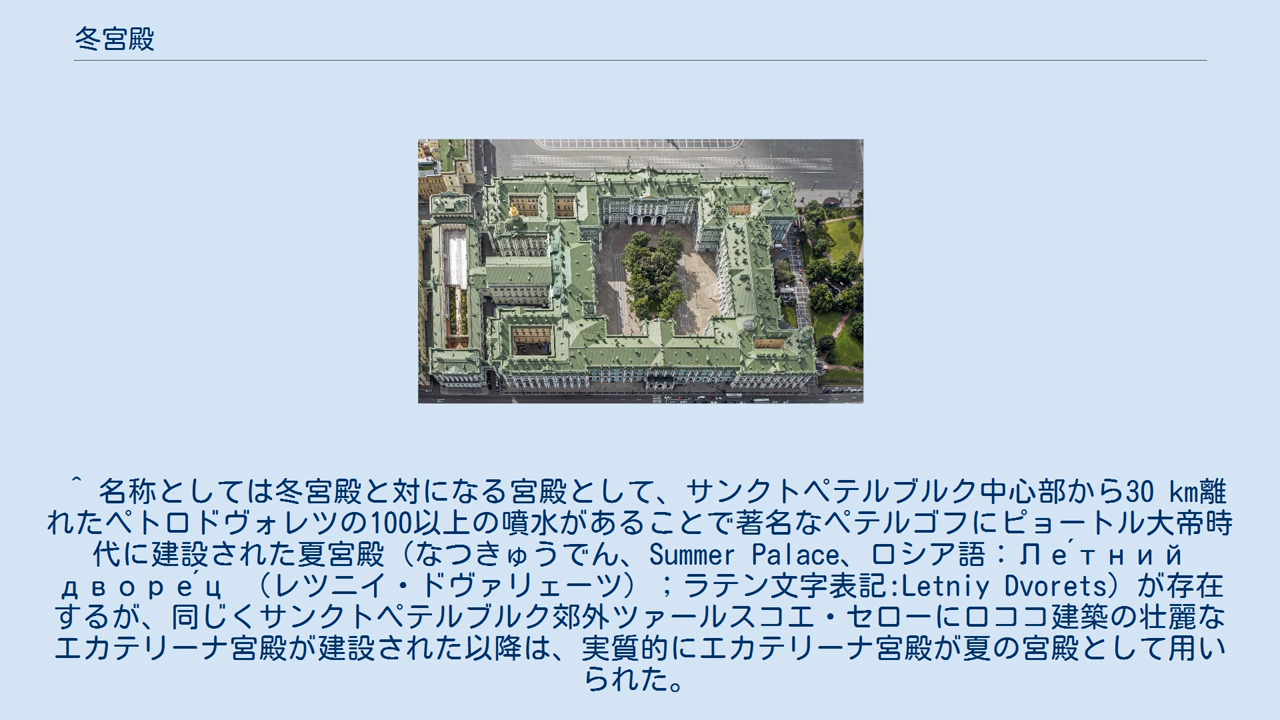 冬宮殿
^ 名称としては冬宮殿と対になる宮殿として、サンクトペテルブルク中心部から30 km離
れたペトロドヴォレツの100以上の噴水があることで著名なペテルゴフにピョートル大帝時
代に建設された夏宮殿（なつきゅうでん、Summer Palace、ロシア語：Ле́тний
дворе́ц （レツニイ・ドヴァリェーツ）；ラテン文字表記:Letniy Dvorets）が存在
するが、同じくサンクトペテルブルク郊外ツァールスコエ・セローにロココ建築の壮麗な
エカテリーナ宮殿が建設された以降は、実質的にエカテリーナ宮殿が夏の宮殿として用い
られた。